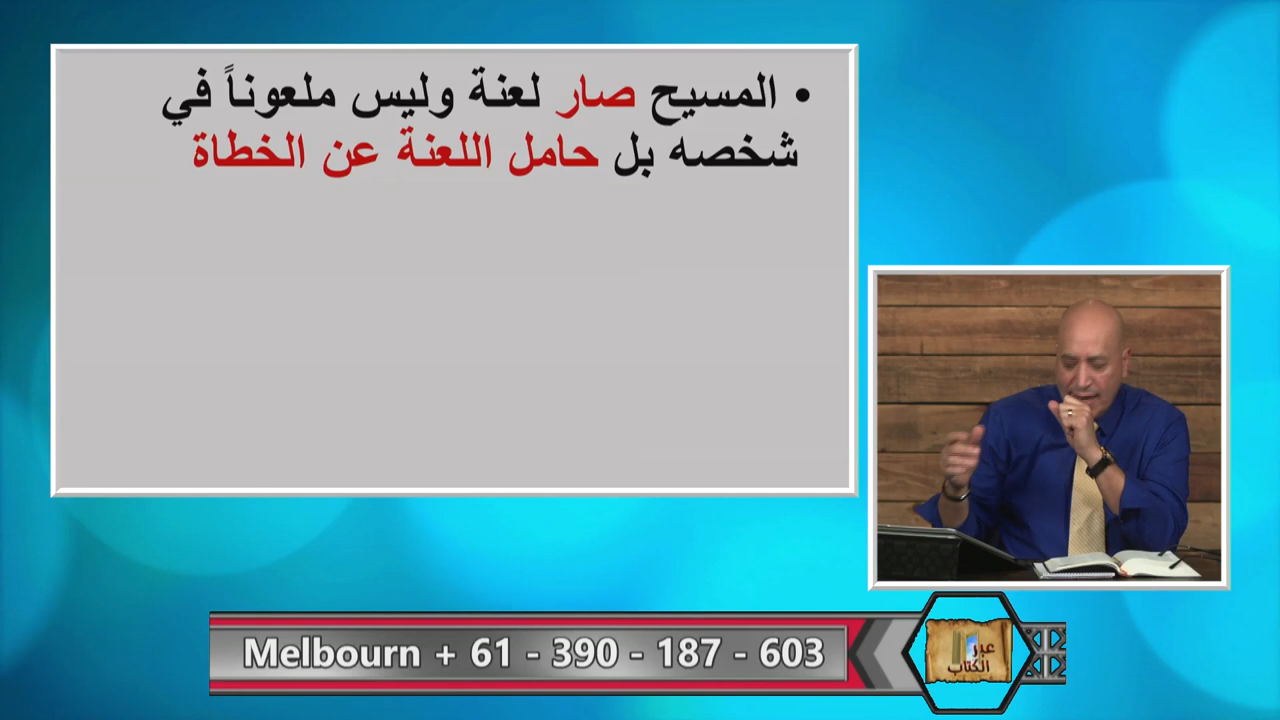 • المسيح صار لعنة وليس ملعوناً في
شخصه بل حامل اللعنة عن الخطاة
Melbourn + 61 - 390 - 187 - 603
عبر
الكتاب